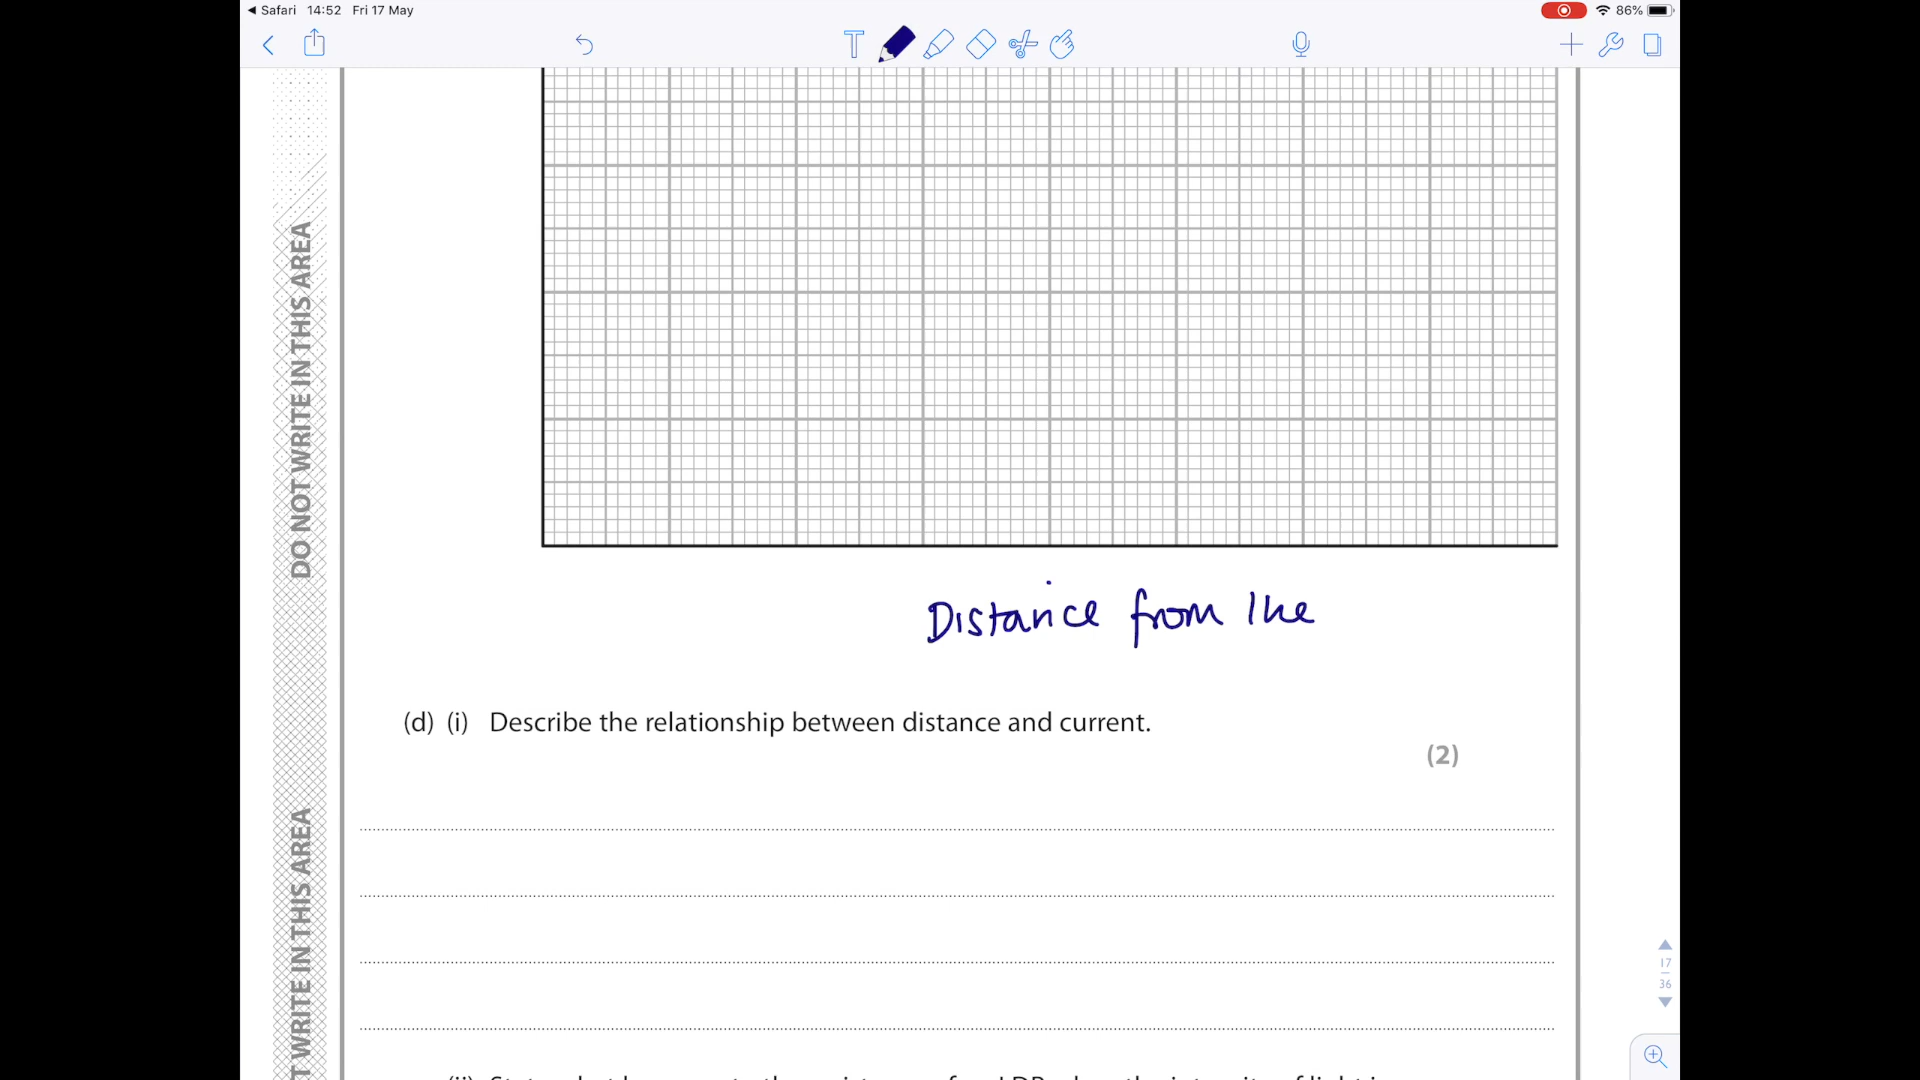 Safari 14:52 Fri 17 May 86%
T
DO NOT WRITE IN THIS AREA
Distance from the
(d) (i) Describe the relationship between distance and current.
(2)
17
36
T WRITE IN THIS AREA